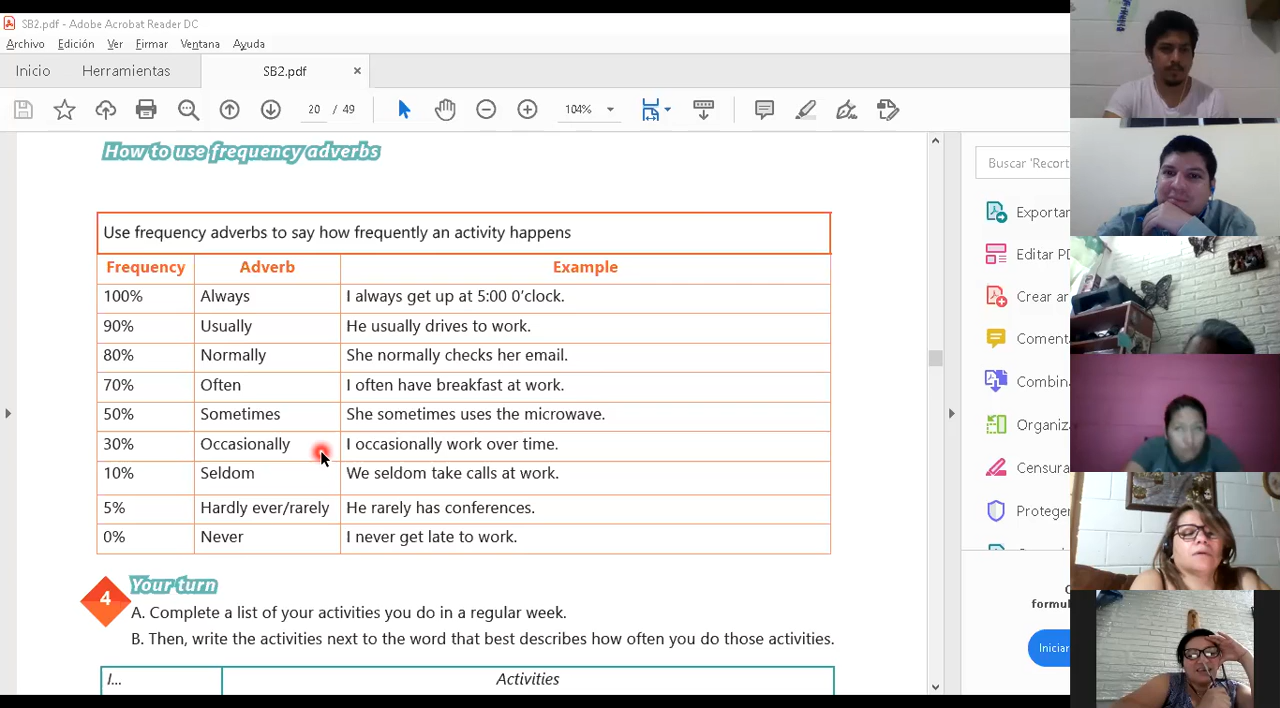 SB2.pdf - Adobe Acrobat Reader DC
Archivo Edición Ver Firmar Ventana Ayuda
Inicio Herramientas SB2.pdf ×
20 / 49 104%
How to use frequency adverbs
Use frequency adverbs to say how frequently an activity happens
Frequency Adverb Example
100% Always I always get up at 5:00 0'clock.
90% Usually He usually drives to work.
80% Normally She normally checks her email.
70% Often I often have breakfast at work.
50% Sometimes She sometimes uses the microwave.
30% Occasionally I occasionally work over time.
10% Seldom We seldom take calls at work.
5% Hardly ever/rarely He rarely has conferences.
0% Never I never get late to work.
4 Your turn
A. Complete a list of your activities you do in a regular week.
B. Then, write the activities next to the word that best describes how often you do those activities.
I... Activities
Buscar 'Recort
Exportar
Editar PD
Crear ar
Coment
Combin
Organiza
Censura
Proteger
formul
Iniciar